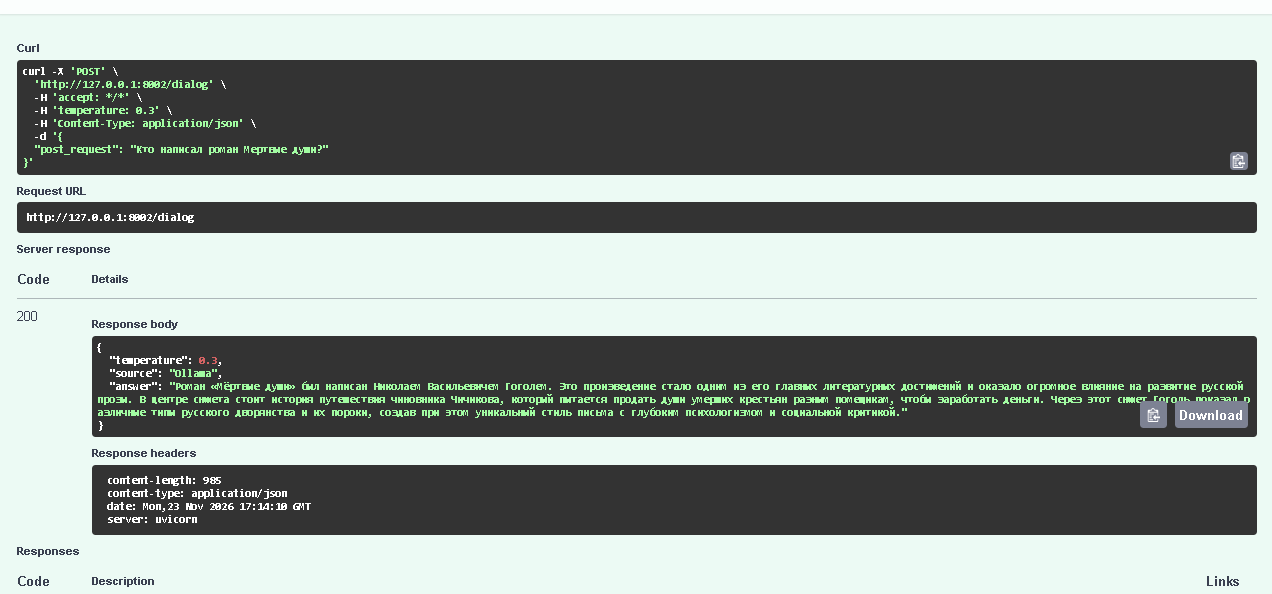 Curl
curl -X 'POST' \
'http://127.0.0.1:8002/dialog' \
-H 'accept: */*' \
-H 'temperature: 0.3' \
-H 'Content-Type: application/json' \
-d '{
"post_request": "Кто написал роман Мертвые души?"
}'
Request URL
http://127.0.0.1:8002/dialog
Server response
Code Details
200
Response body
{
"temperature": 0.3,
"source": "Ollama",
"answer": "Роман «Мёртвые души» был написан Николаем Васильевичем Гоголем. Это произведение стало одним из его главных литературных достижений и оказало огромное влияние на развитие русской
прозы. В центре сюжета стоит история путешествия чиновника Чичикова, который пытается продать души умерших крестьян разным помещикам, чтобы заработать деньги. Через этот сюжет Гоголь показал р
азличные типы русского дворянства и их пороки, создав при этом уникальный стиль письма с глубоким психологизмом и социальной критикой."
}
Download
Response headers
content-length: 985
content-type: application/json
date: Mon,23 Nov 2026 17:14:10 GMT
server: uvicorn
Responses
Code Description Links